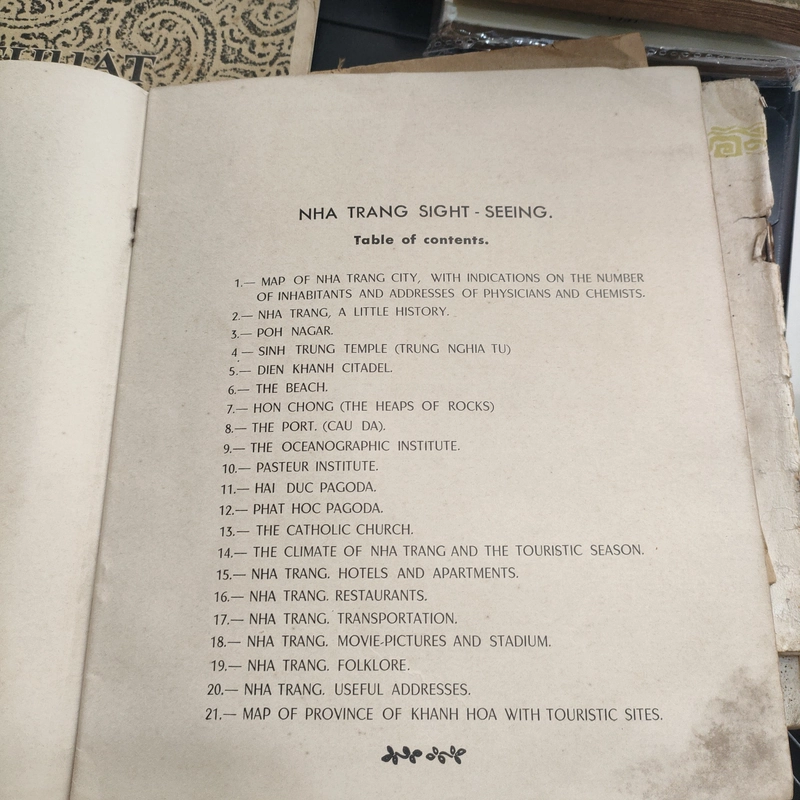 NHA TRANG SIGHT - SEEING.
Table of contents.
1.— MAP OF NHA TRANG CITY, WITH INDICATIONS ON THE NUMBER
OF INHABITANTS AND ADDRESSES OF PHYSICIANS AND CHEMISTS.
2.— NHA TRANG, A LITTLE HISTORY.
3.— POH NAGAR.
4.— SINH TRUNG TEMPLE (TRUNG NGHIA TU)
5.— DIEN KHANH CITADEL.
6.— THE BEACH.
7.— HON CHONG (THE HEAPS OF ROCKS)
8.— THE PORT. (CAU DA).
9.— THE OCEANOGRAPHIC INSTITUTE.
10.— PASTEUR INSTITUTE.
11.— HAI DUC PAGODA.
12.— PHAT HOC PAGODA.
13.— THE CATHOLIC CHURCH.
14.— THE CLIMATE OF NHA TRANG AND THE TOURISTIC SEASON.
15.— NHA TRANG. HOTELS AND APARTMENTS.
16.— NHA TRANG. RESTAURANTS.
17.— NHA TRANG. TRANSPORTATION.
18.— NHA TRANG. MOVIE-PICTURES AND STADIUM.
19.— NHA TRANG. FOLKLORE.
20.— NHA TRANG. USEFUL ADDRESSES.
21.— MAP OF PROVINCE OF KHANH HOA WITH TOURISTIC SITES.